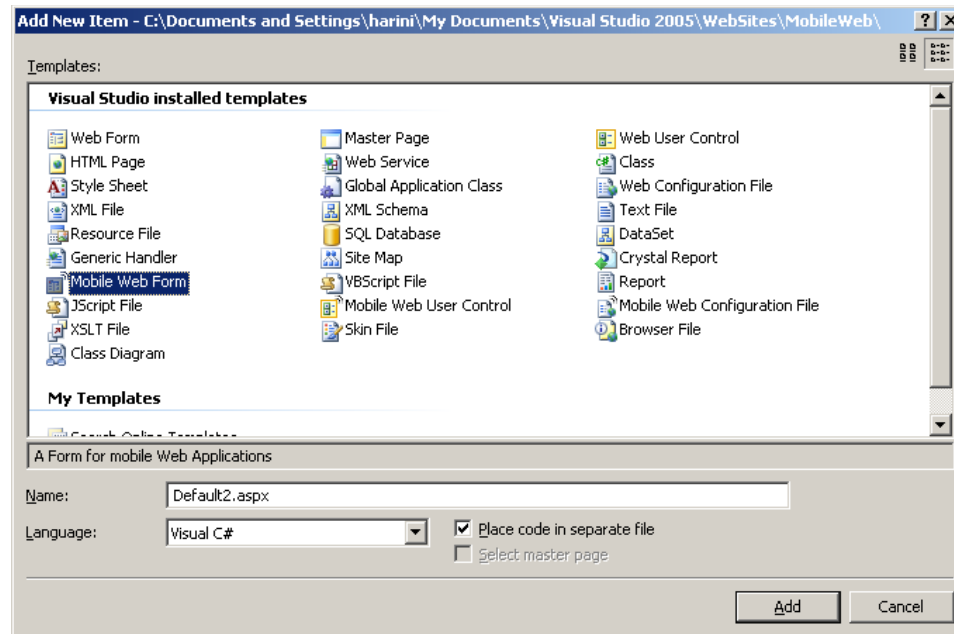 Add New Item - C:\Documents and Settings\harini\My Documents\Visual Studio 2005\WebSites\MobileWeb\
Templates:
Visual Studio installed templates
Web Form Master Page Web User Control
HTML Page Web Service Class
Style Sheet Global Application Class Web Configuration File
XML File XML Schema Text File
Resource File SQL Database DataSet
Generic Handler Site Map Crystal Report
Mobile Web Form VBScript File Report
JScript File Mobile Web User Control Mobile Web Configuration File
XSLT File Skin File Browser File
Class Diagram
My Templates
Search Online Templates
A Form for mobile Web Applications
Name: Default2.aspx
Language: Visual C# Place code in separate file
Select master page
Add Cancel